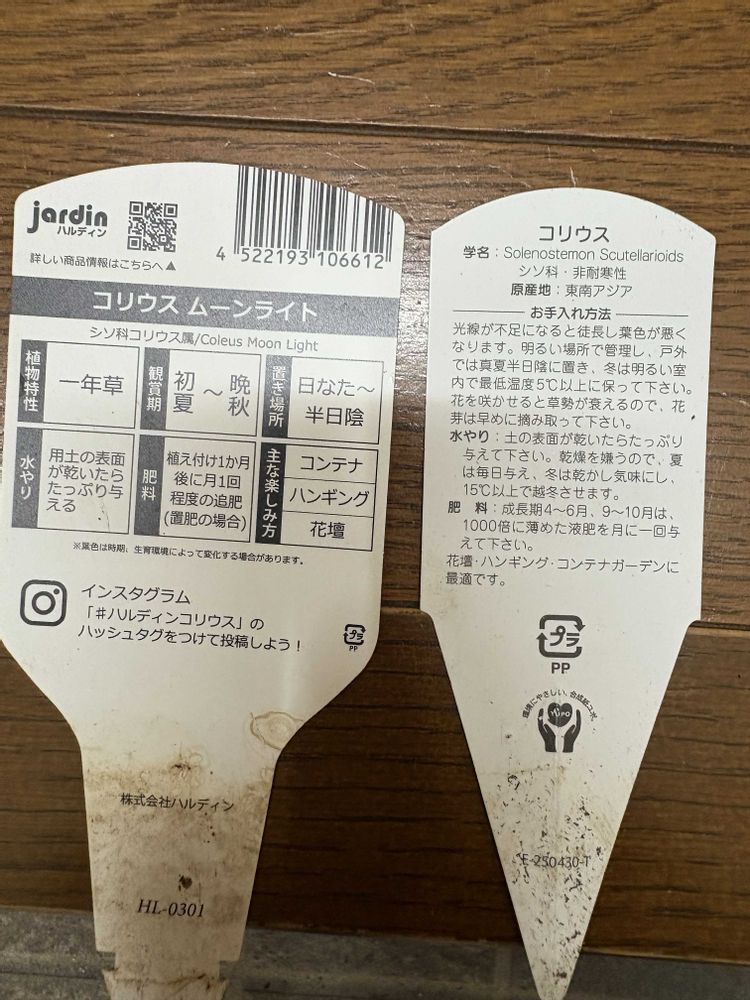 jardin
ハルディン
詳しい商品情報はこちらへ▲
4 522193 106612
コリウス ムーンライト
シソ科コリウス属/Coleus Moon Light
植物特性
一年草
観賞期
初夏 〜 晩秋
置き場所
日なた〜
半日陰
水やり
用土の表面
が乾いたら
たっぷり与
える
肥料
植え付け1か月
後に月1回
程度の追肥
(置肥の場合)
主な楽しみ方
コンテナ
ハンギング
花壇
※葉色は時期、生育環境によって変化する場合があります。
インスタグラム
「#ハルディンコリウス」の
ハッシュタグをつけて投稿しよう!
プラ
PP
株式会社ハルディン
HL-0301
コリウス
学名:Solenostemon Scutellarioids
シソ科・非耐寒性
原産地:東南アジア
お手入れ方法
光線が不足になると徒長し葉色が悪く
なります。明るい場所で管理し、戸外
では真夏半日陰に置き、冬は明るい室
内で最低温度5℃以上に保って下さい。
花を咲かせると草勢が衰えるので、花
芽は早めに摘み取って下さい。
水やり:土の表面が乾いたらたっぷり
与えて下さい。乾燥を嫌うので、夏
は毎日与え、冬は乾かし気味にし、
15℃以上で越冬させます。
肥 料:成長期4〜6月、9〜10月は、
1000倍に薄めた液肥を月に一回与
えて下さい。
花壇・ハンギング・コンテナガーデンに
最適です。
プラ
PP
環境にやさしい、合成紙ユポ。
YUPO
E-250430-T